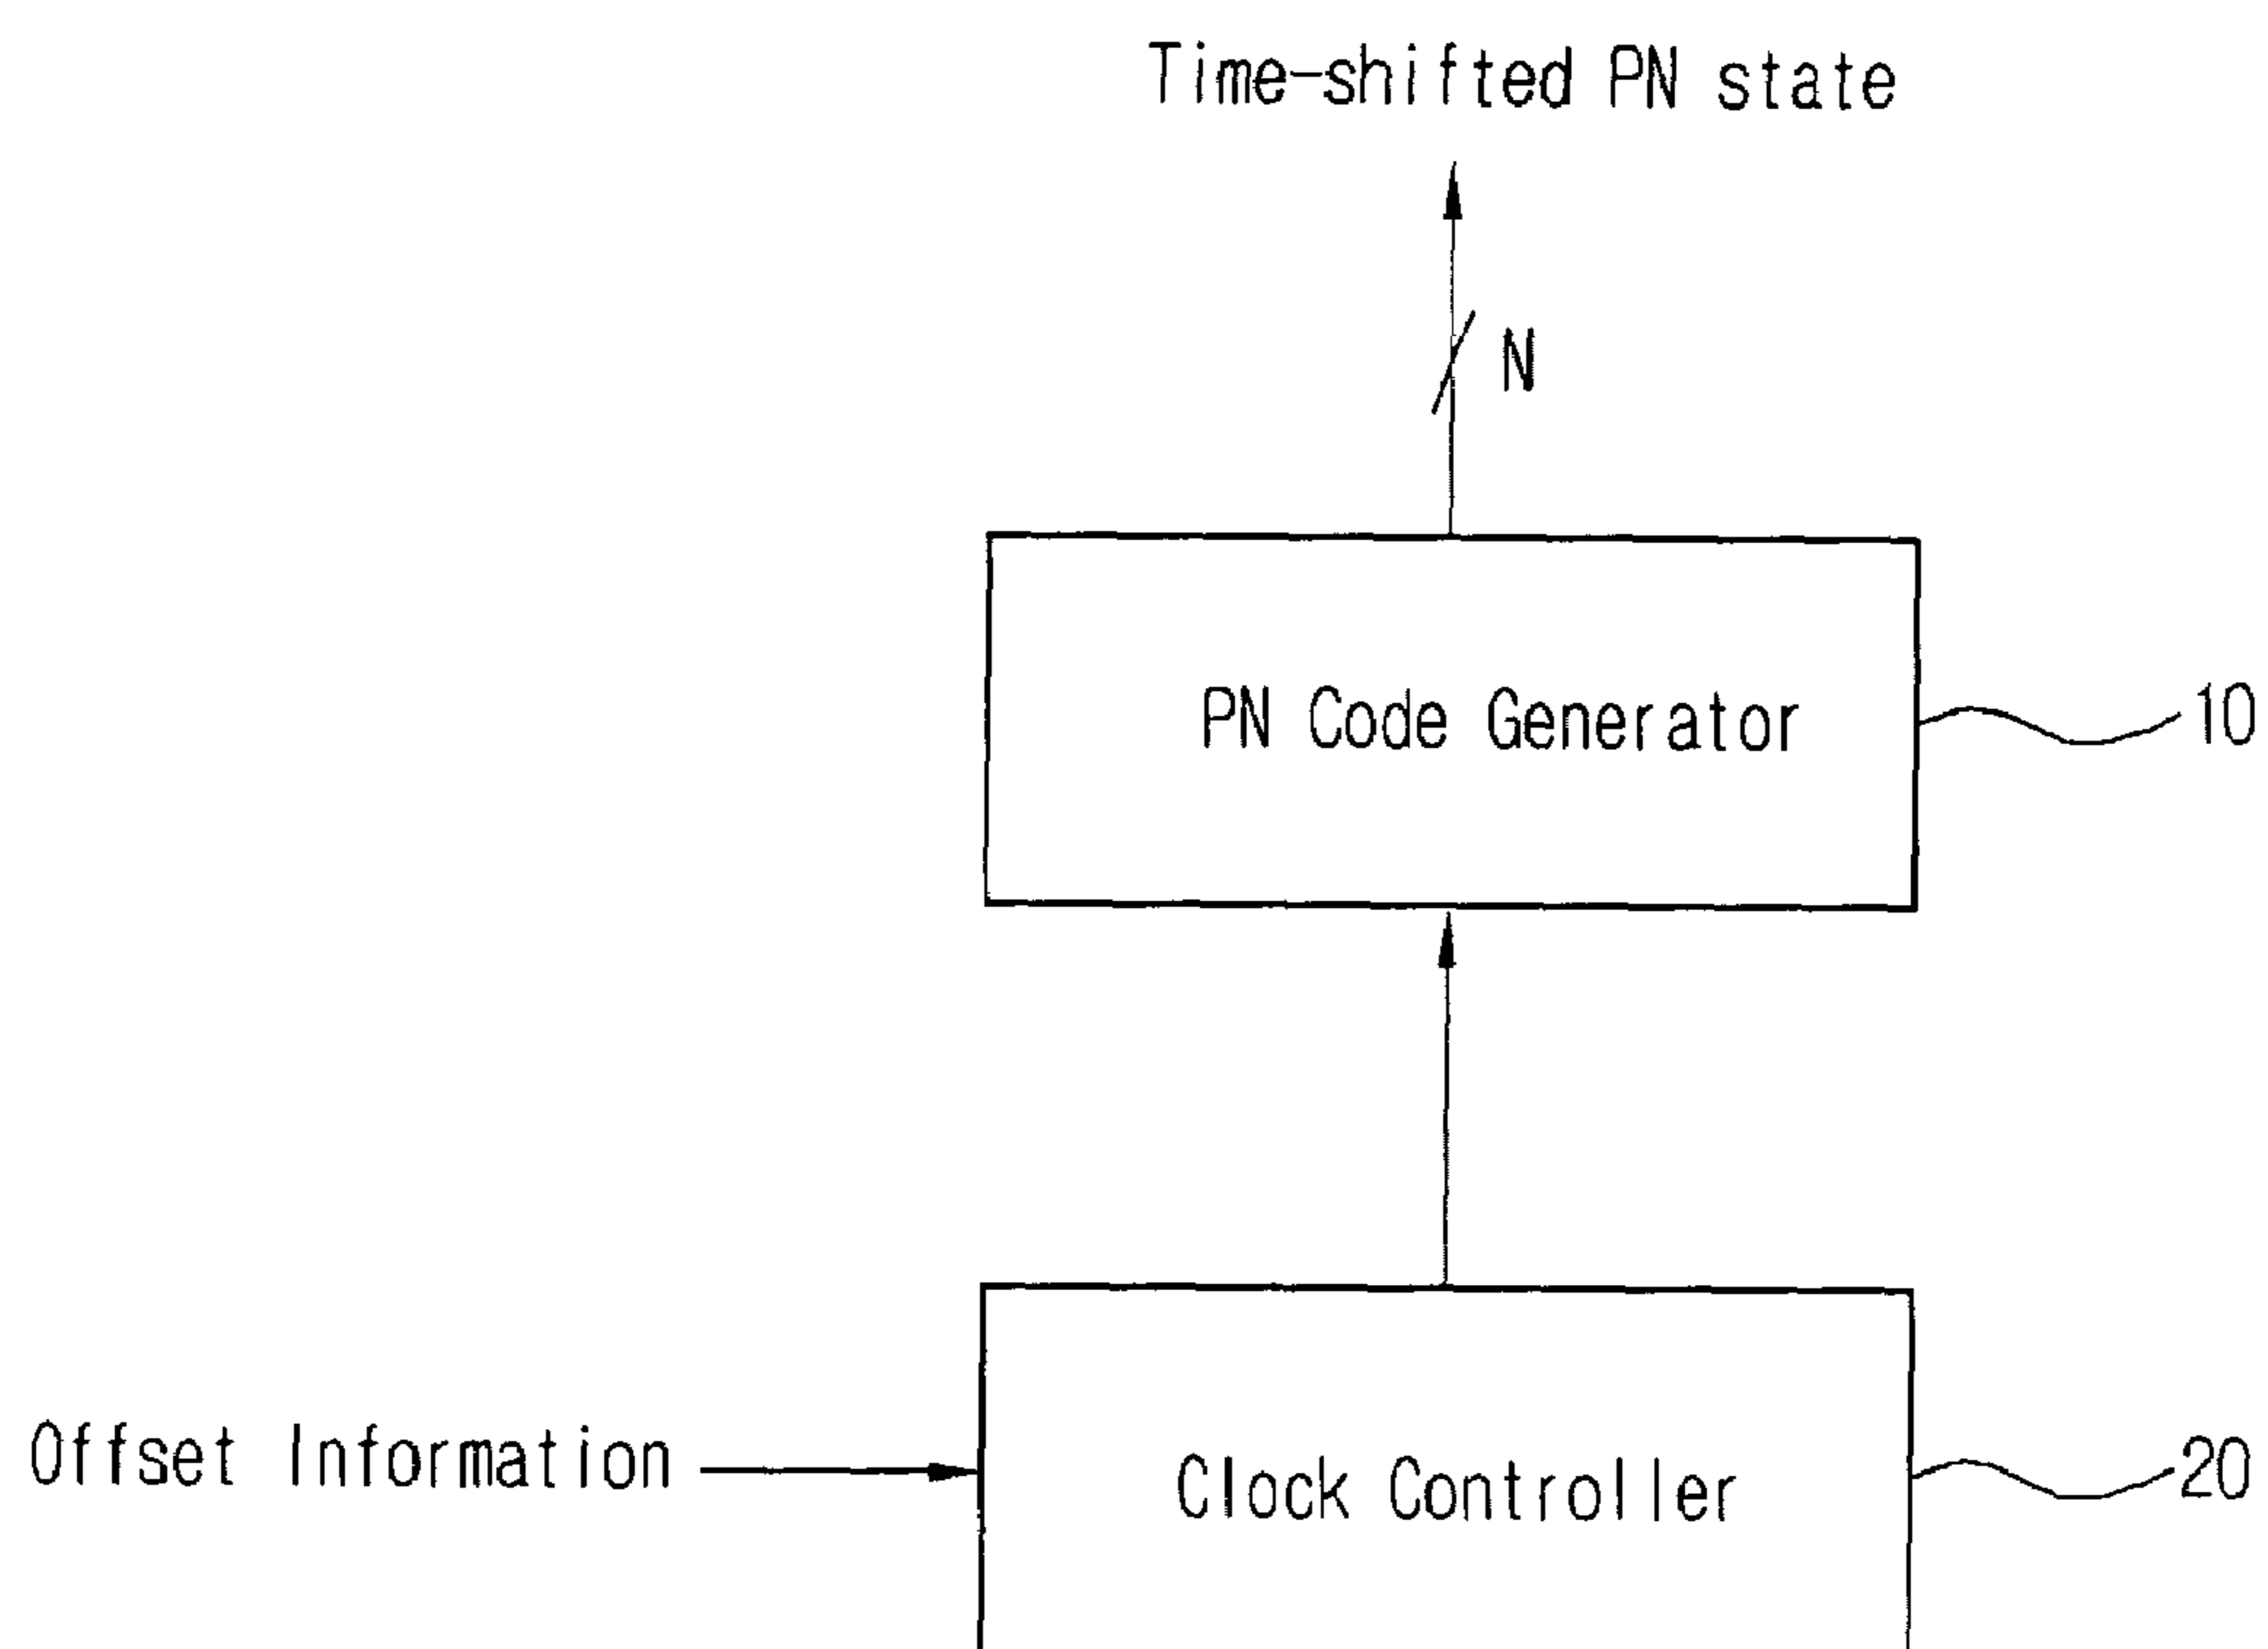 Time-shifted PN state
N
PN Code Generator
10
Offset Information
Clock Controller
20